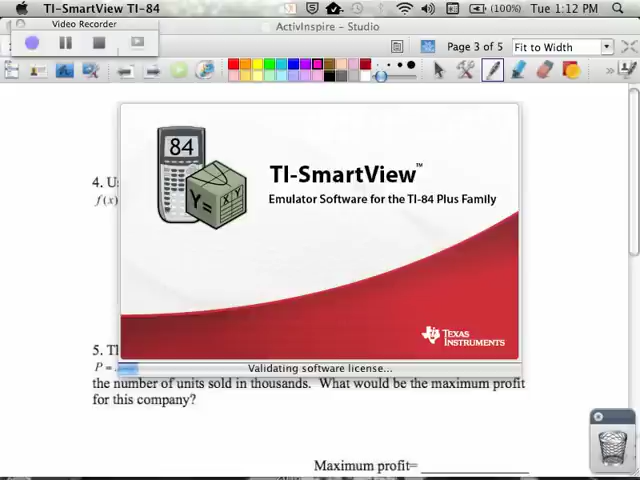 TI-SmartView TI-84
(100%)
Tue 1:12 PM
Video Recorder
ActivInspire - Studio
Page 3 of 5
Fit to Width
84
TI-SmartView™
Emulator Software for the TI-84 Plus Family
Y=
X Y
4. Us
f(x)
TEXAS
INSTRUMENTS
5. Th
Validating software license...
P =
the number of units sold in thousands. What would be the maximum profit
for this company?
Maximum profit=